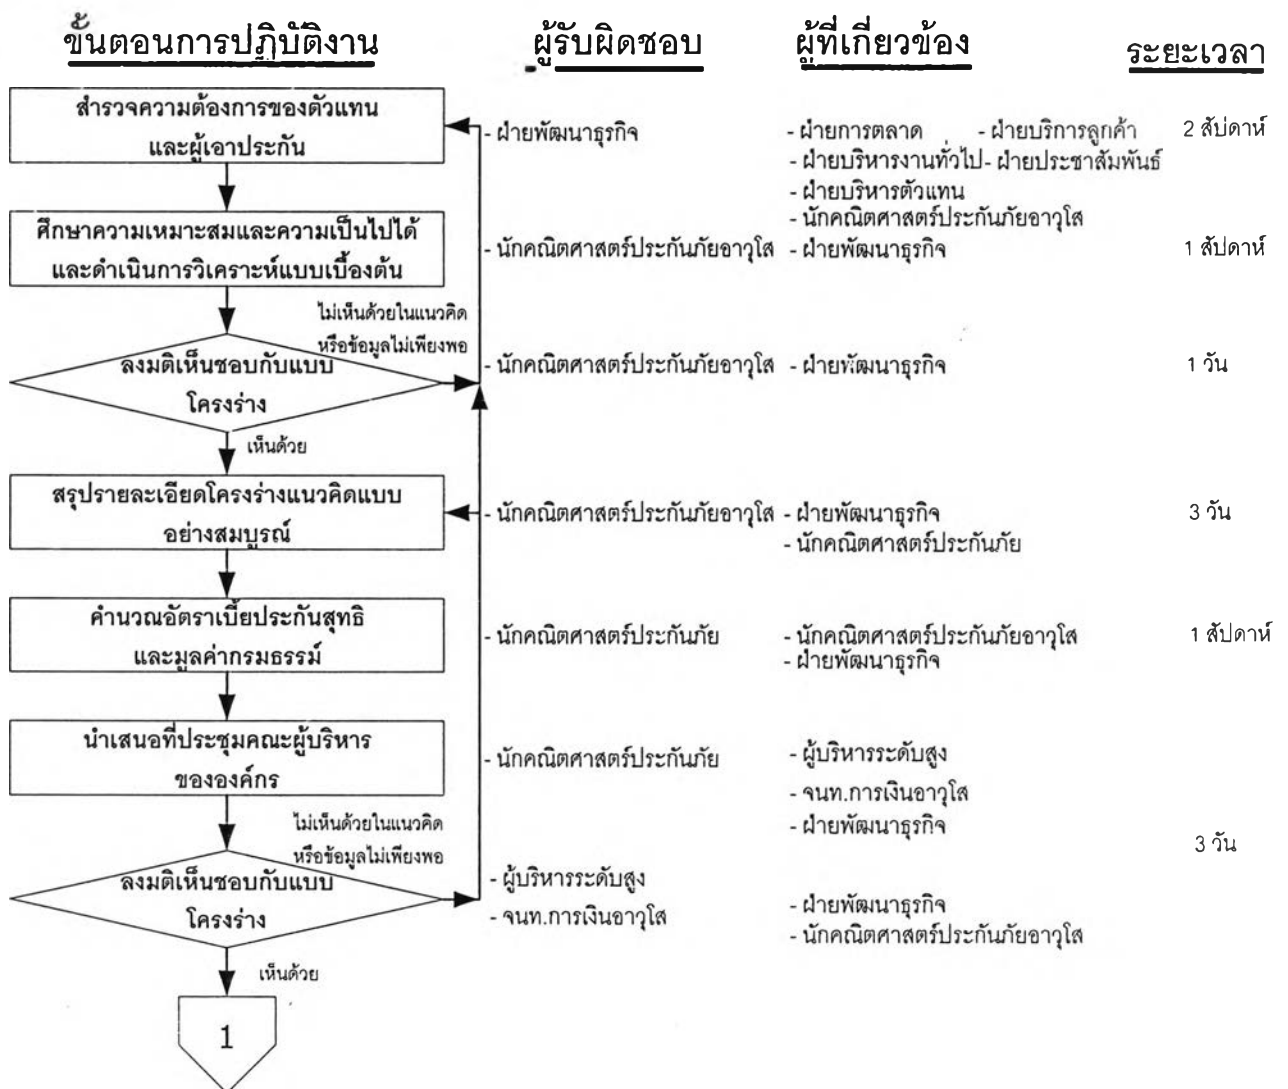 ขั้นตอนการปฏิบัติงาน ผู้รับผิดชอบ ผู้ที่เกี่ยวข้อง ระยะเวลา
สำรวจความต้องการของตัวแทน
และผู้เอาประกัน
- ฝ่ายพัฒนาธุรกิจ
- ฝ่ายการตลาด - ฝ่ายบริการลูกค้า
- ฝ่ายบริหารงานทั่วไป - ฝ่ายประชาสัมพันธ์
- ฝ่ายบริหารตัวแทน
- นักคณิตศาสตร์ประกันภัยอาวุโส
2 สัปดาห์
ศึกษาความเหมาะสมและความเป็นไปได้
และดำเนินการวิเคราะห์แบบเบื้องต้น
- นักคณิตศาสตร์ประกันภัยอาวุโส
- ฝ่ายพัฒนาธุรกิจ
1 สัปดาห์
ไม่เห็นด้วยในแนวคิด
หรือข้อมูลไม่เพียงพอ
ลงมติเห็นชอบกับแบบ
โครงร่าง
- นักคณิตศาสตร์ประกันภัยอาวุโส
- ฝ่ายพัฒนาธุรกิจ
1 วัน
เห็นด้วย
สรุปรายละเอียดโครงร่างแนวคิดแบบ
อย่างสมบูรณ์
- นักคณิตศาสตร์ประกันภัยอาวุโส
- ฝ่ายพัฒนาธุรกิจ
- นักคณิตศาสตร์ประกันภัย
3 วัน
คำนวณอัตราเบี้ยประกันสุทธิ
และมูลค่ากรมธรรม์
- นักคณิตศาสตร์ประกันภัย
- นักคณิตศาสตร์ประกันภัยอาวุโส
- ฝ่ายพัฒนาธุรกิจ
1 สัปดาห์
นำเสนอที่ประชุมคณะผู้บริหาร
ขององค์กร
- นักคณิตศาสตร์ประกันภัย
- ผู้บริหารระดับสูง
- จนท.การเงินอาวุโส
- ฝ่ายพัฒนาธุรกิจ
ไม่เห็นด้วยในแนวคิด
หรือข้อมูลไม่เพียงพอ
3 วัน
ลงมติเห็นชอบกับแบบ
โครงร่าง
- ผู้บริหารระดับสูง
- จนท.การเงินอาวุโส
- ฝ่ายพัฒนาธุรกิจ
- นักคณิตศาสตร์ประกันภัยอาวุโส
เห็นด้วย
1